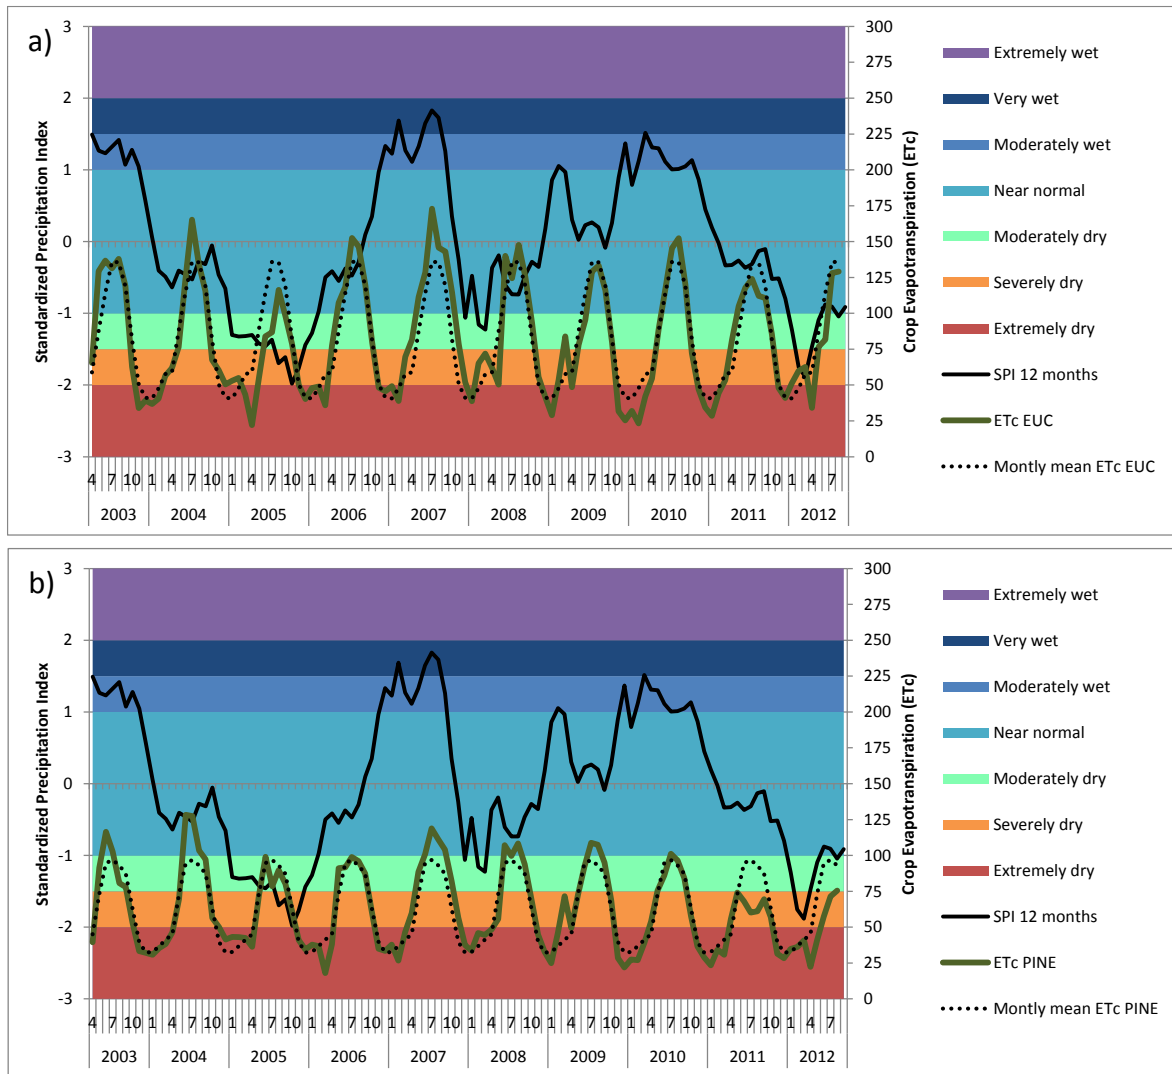 a)
Standardized Precipitation Index
3
2
1
0
-1
-2
-3
300
275
250
225
200
175
150
125
100
75
50
25
0
Crop Evapotranspiration (ETc)
4 7 10 1 4 7 10 1 4 7 10 1 4 7 10 1 4 7 10 1 4 7 10 1 4 7 10 1 4 7 10 1 4 7 10 1 4 7
2003 2004 2005 2006 2007 2008 2009 2010 2011 2012
Extremely wet
Very wet
Moderately wet
Near normal
Moderately dry
Severely dry
Extremely dry
SPI 12 months
ETc EUC
Montly mean ETc EUC
b)
Standardized Precipitation Index
3
2
1
0
-1
-2
-3
300
275
250
225
200
175
150
125
100
75
50
25
0
Crop Evapotranspiration (ETc)
4 7 10 1 4 7 10 1 4 7 10 1 4 7 10 1 4 7 10 1 4 7 10 1 4 7 10 1 4 7 10 1 4 7 10 1 4 7
2003 2004 2005 2006 2007 2008 2009 2010 2011 2012
Extremely wet
Very wet
Moderately wet
Near normal
Moderately dry
Severely dry
Extremely dry
SPI 12 months
ETc PINE
Montly mean ETc PINE